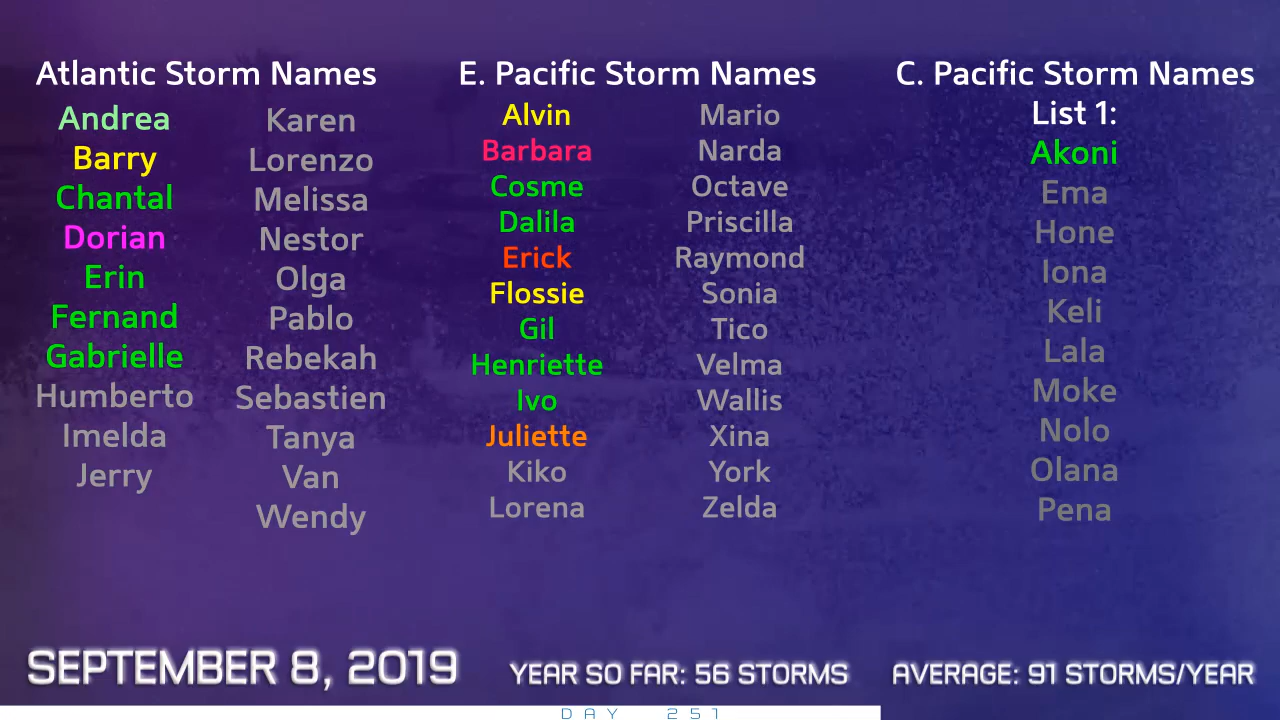 Atlantic Storm Names
Andrea
Barry
Chantal
Dorian
Erin
Fernand
Gabrielle
Humberto
Imelda
Jerry
Karen
Lorenzo
Melissa
Nestor
Olga
Pablo
Rebekah
Sebastien
Tanya
Van
Wendy
E. Pacific Storm Names
Alvin
Barbara
Cosme
Dalila
Erick
Flossie
Gil
Henriette
Ivo
Juliette
Kiko
Lorena
Mario
Narda
Octave
Priscilla
Raymond
Sonia
Tico
Velma
Wallis
Xina
York
Zelda
C. Pacific Storm Names
List 1:
Akoni
Ema
Hone
Iona
Keli
Lala
Moke
Nolo
Olana
Pena
SEPTEMBER 8, 2019
YEAR SO FAR: 56 STORMS
AVERAGE: 91 STORMS/YEAR
DAY 251